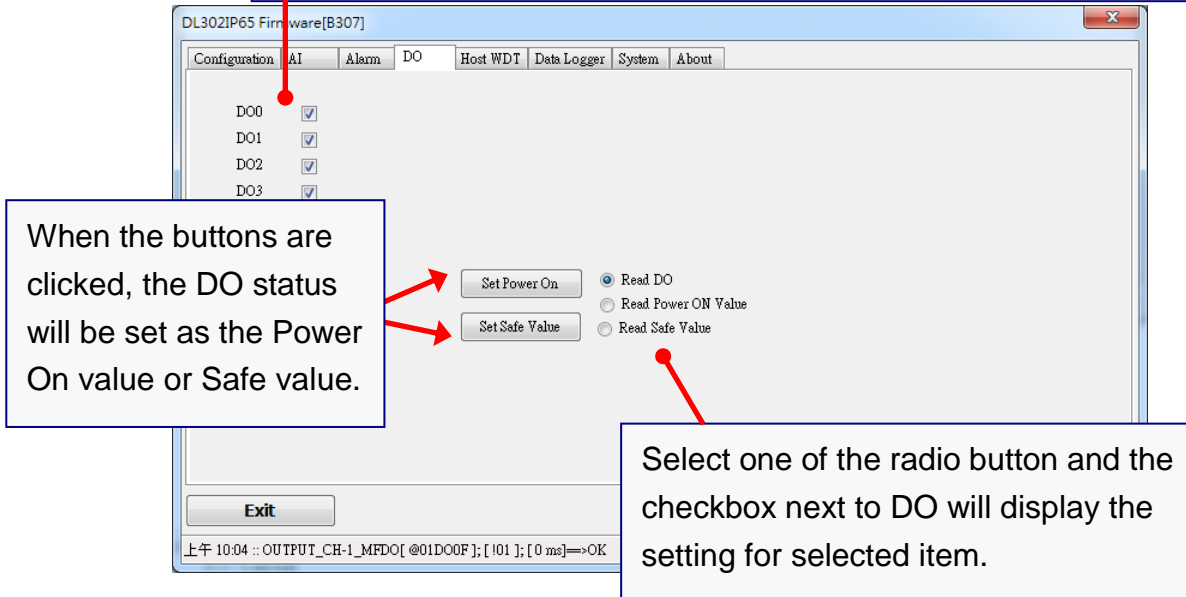 DL302IP65 Firmware[B307]
Configuration AI Alarm DO Host WDT Data Logger System About
DO0
DO1
DO2
DO3
When the buttons are
clicked, the DO status
will be set as the Power
On value or Safe value.
Set Power On Read DO
Read Power ON Value
Set Safe Value Read Safe Value
Select one of the radio button and the
checkbox next to DO will display the
setting for selected item.
Exit
上午 10:04 :: OUTPUT_CH-1_MFDO[ @01DO0F ]; [ !01 ]; [ 0 ms]==>OK